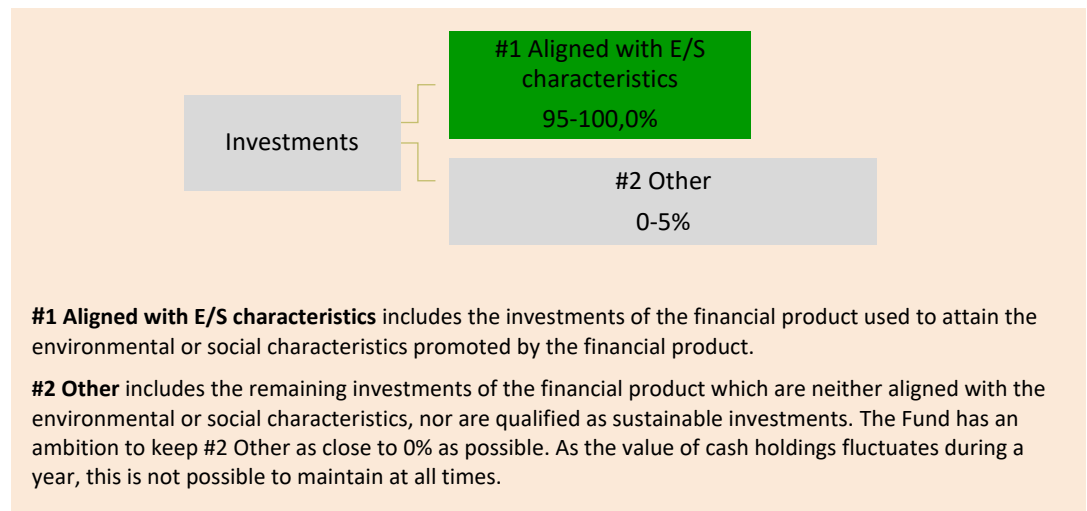 #1 Aligned with E/S
characteristics
95-100,0%
Investments
#2 Other
0-5%
#1 Aligned with E/S characteristics includes the investments of the financial product used to attain the
environmental or social characteristics promoted by the financial product.
#2 Other includes the remaining investments of the financial product which are neither aligned with the
environmental or social characteristics, nor are qualified as sustainable investments. The Fund has an
ambition to keep #2 Other as close to 0% as possible. As the value of cash holdings fluctuates during a
year, this is not possible to maintain at all times.